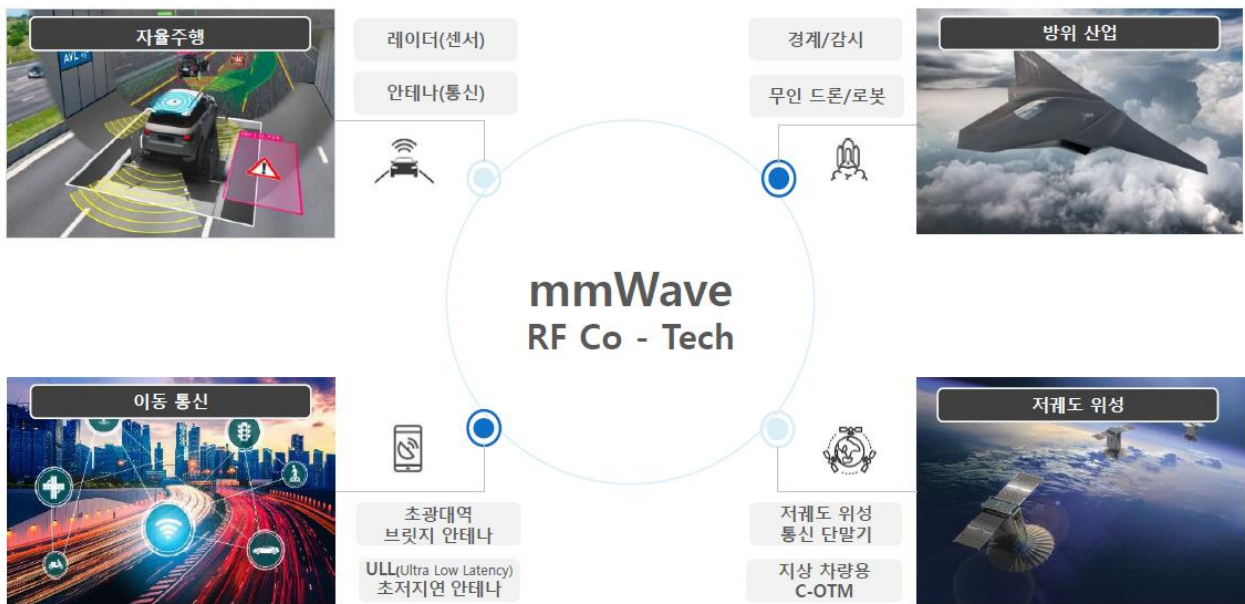 자율주행
레이더(센서)
안테나(통신)
경계/감시
무인 드론/로봇
방위 산업
mmWave
RF Co - Tech
이동 통신
초광대역
브릿지 안테나
ULL(Ultra Low Latency)
초저지연 안테나
저궤도 위성
통신 단말기
지상 차량용
C-OTM
저궤도 위성